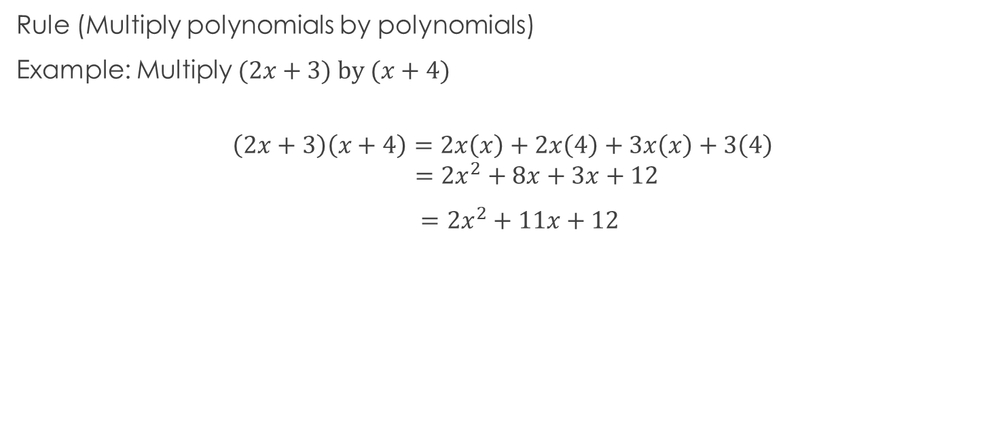 Rule (Multiply polynomials by polynomials)
Example: Multiply (2x + 3) by (x + 4)
(2x + 3)(x + 4) = 2x(x) + 2x(4) + 3x(x) + 3(4)
= 2x² + 8x + 3x + 12
= 2x² + 11x + 12